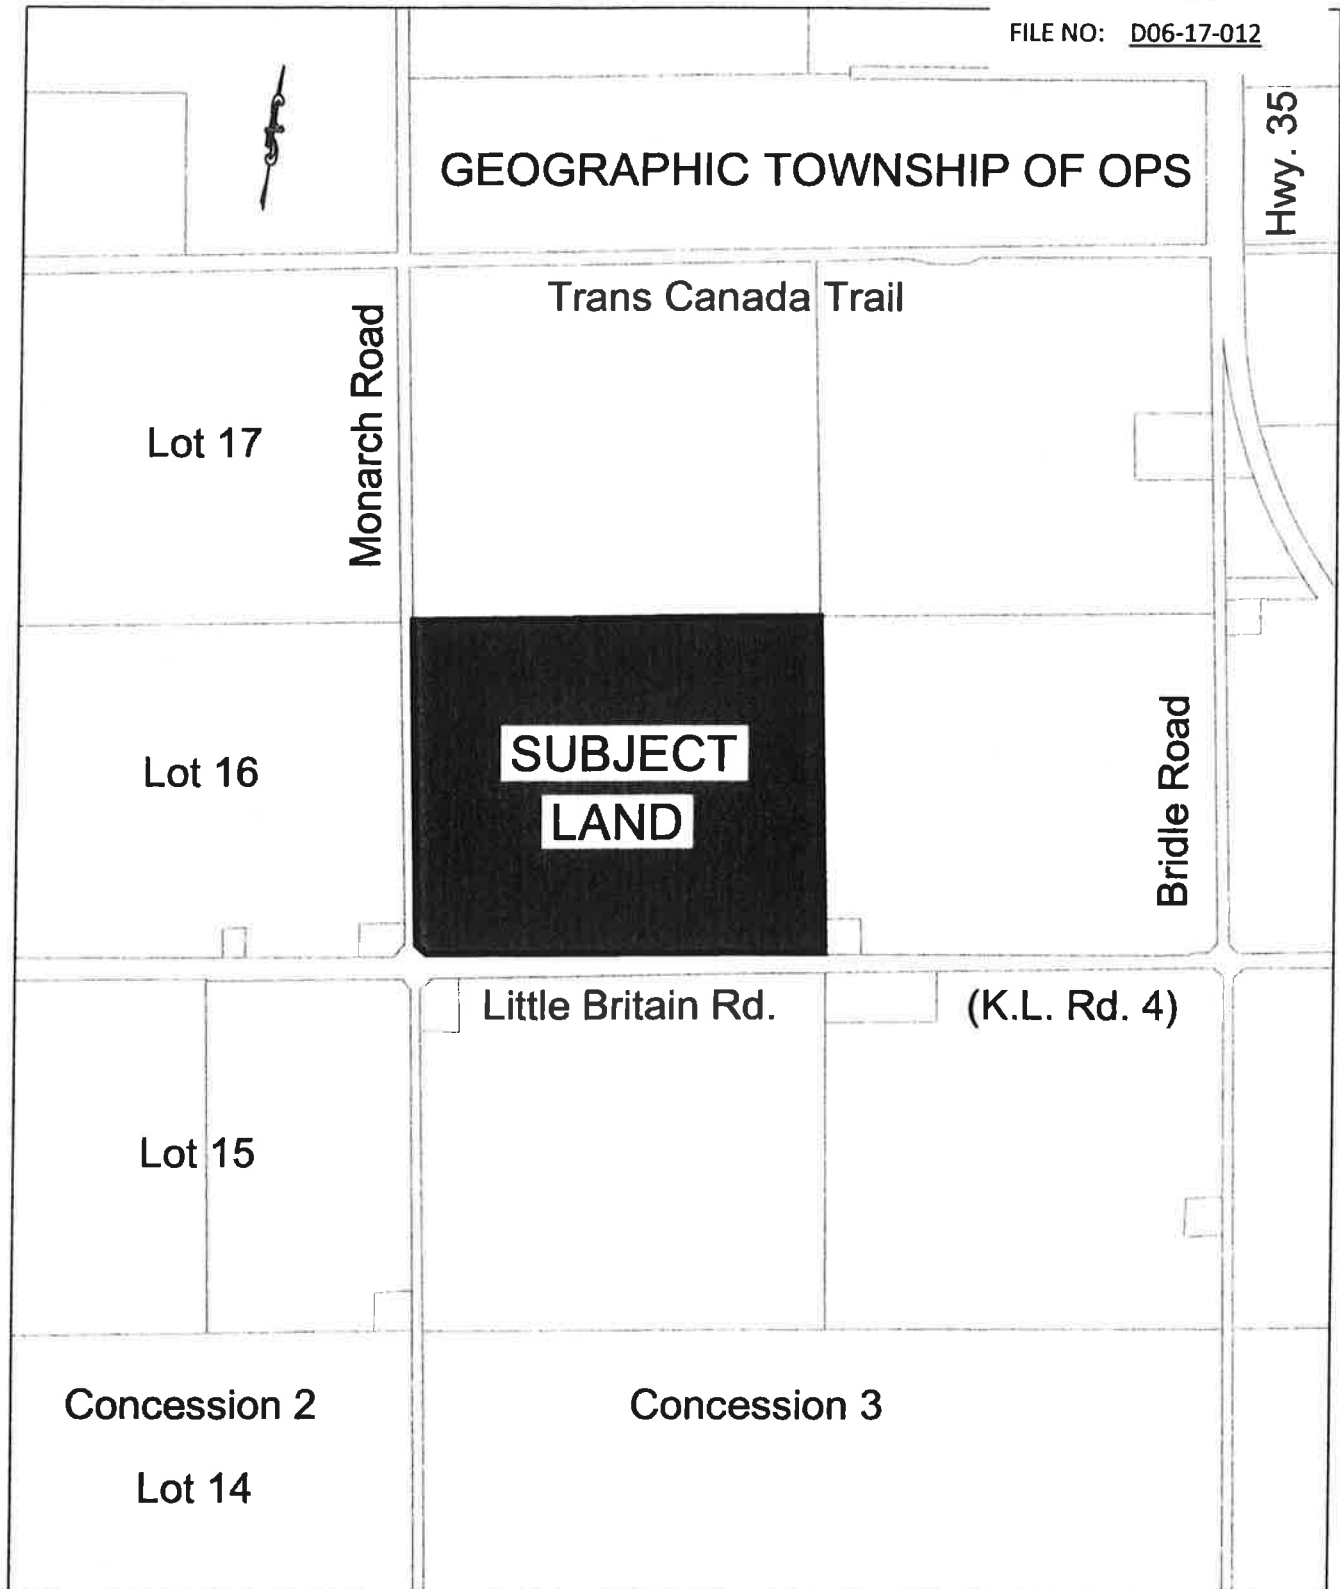 FILE NO: D06-17-012
Hwy. 35
GEOGRAPHIC TOWNSHIP OF OPS
Trans Canada Trail
Monarch Road
Lot 17
SUBJECT
LAND
Lot 16
Bridle Road
Little Britain Rd.
(K.L. Rd. 4)
Lot 15
Concession 2
Concession 3
Lot 14